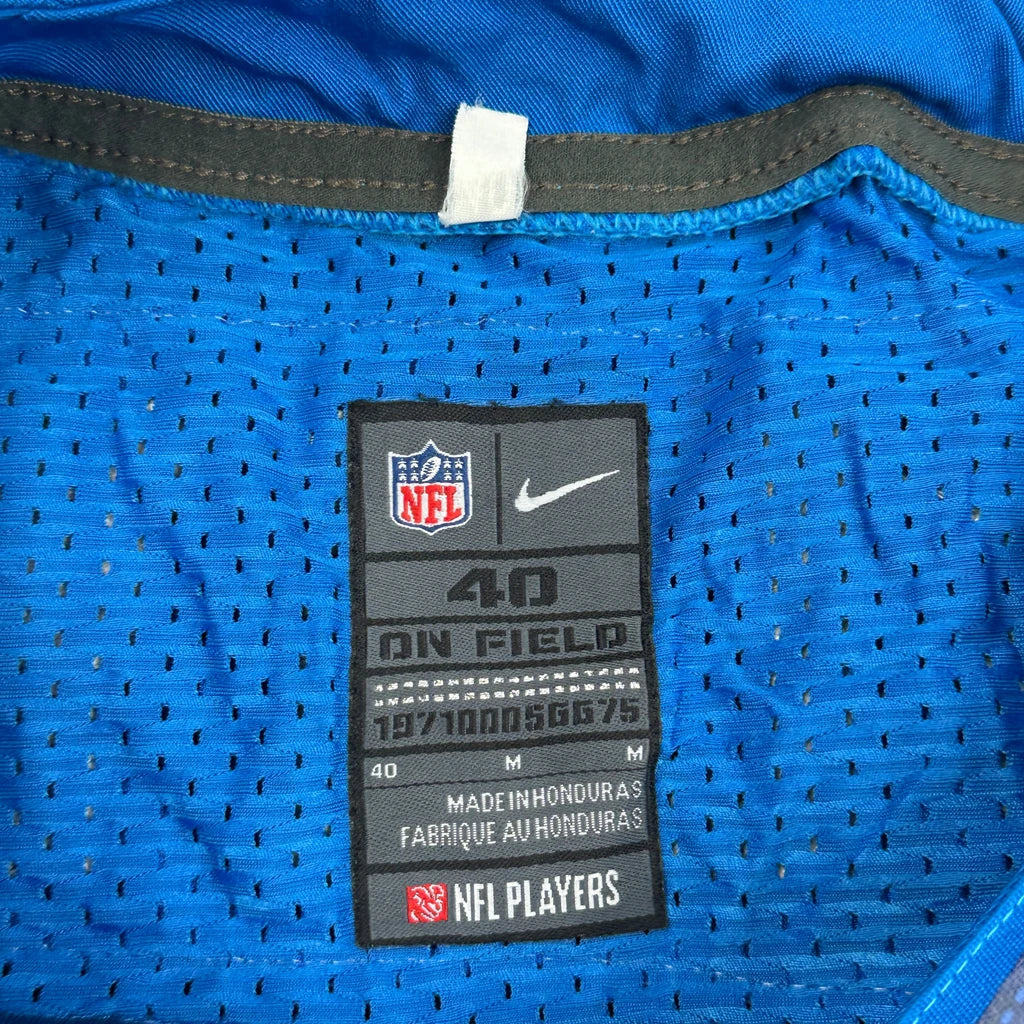 NFL
40
ON FIELD
1971000SGG75
40 M M
MADE IN HONDURAS
FABRIQUE AU HONDURAS
NFL PLAYERS